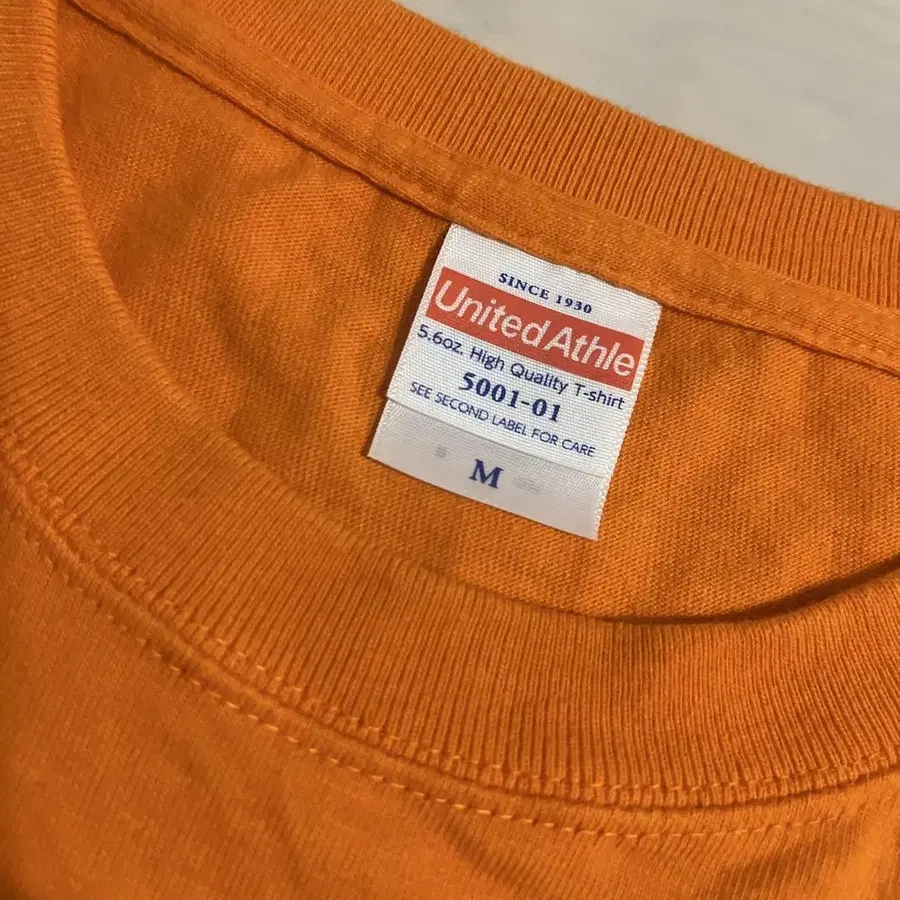 SINCE 1930
UnitedAthle
5.6oz. High Quality T-shirt
5001-01
SEE SECOND LABEL FOR CARE
M